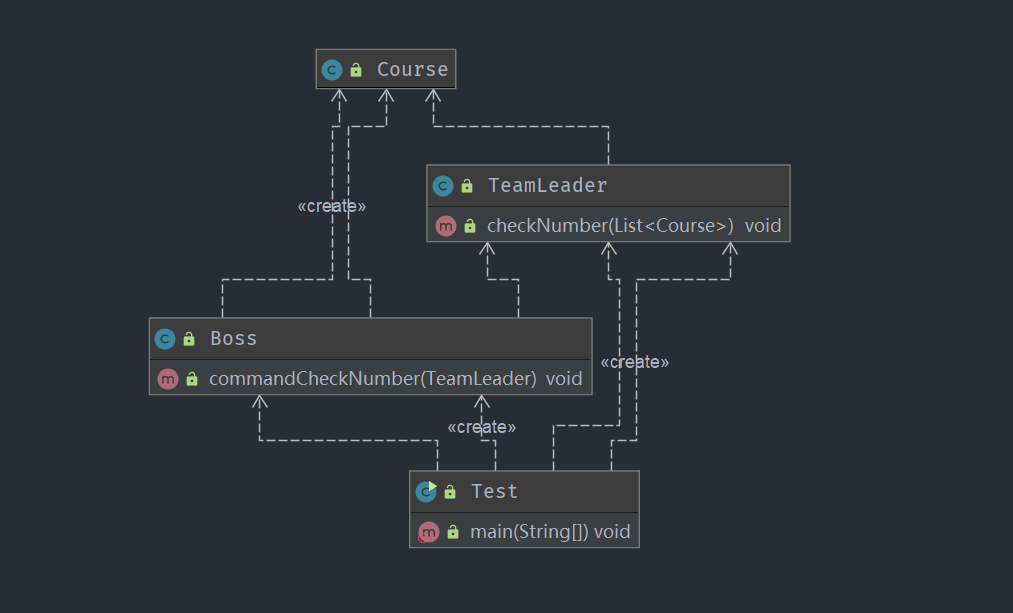 Course
TeamLeader
«create»
checkNumber(List<Course>) void
Boss
«create»
commandCheckNumber(TeamLeader) void
«create»
Test
main(String[]) void